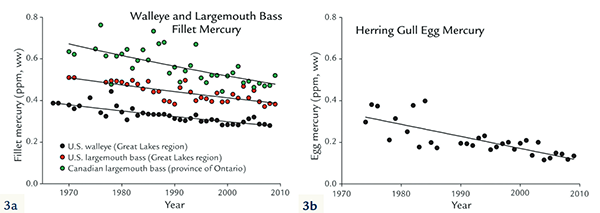 Walleye and Largemouth Bass
Fillet Mercury
Fillet mercury (ppm, ww)
0.8
0.6
0.4
0.2
0.0
U.S. walleye (Great Lakes region)
U.S. largemouth bass (Great Lakes region)
Canadian largemouth bass (province of Ontario)
1970 1980 1990 2000 2010
Year
3a
Herring Gull Egg Mercury
Egg mercury (ppm, ww)
0.8
0.6
0.4
0.2
0.0
1970 1980 1990 2000 2010
Year
3b